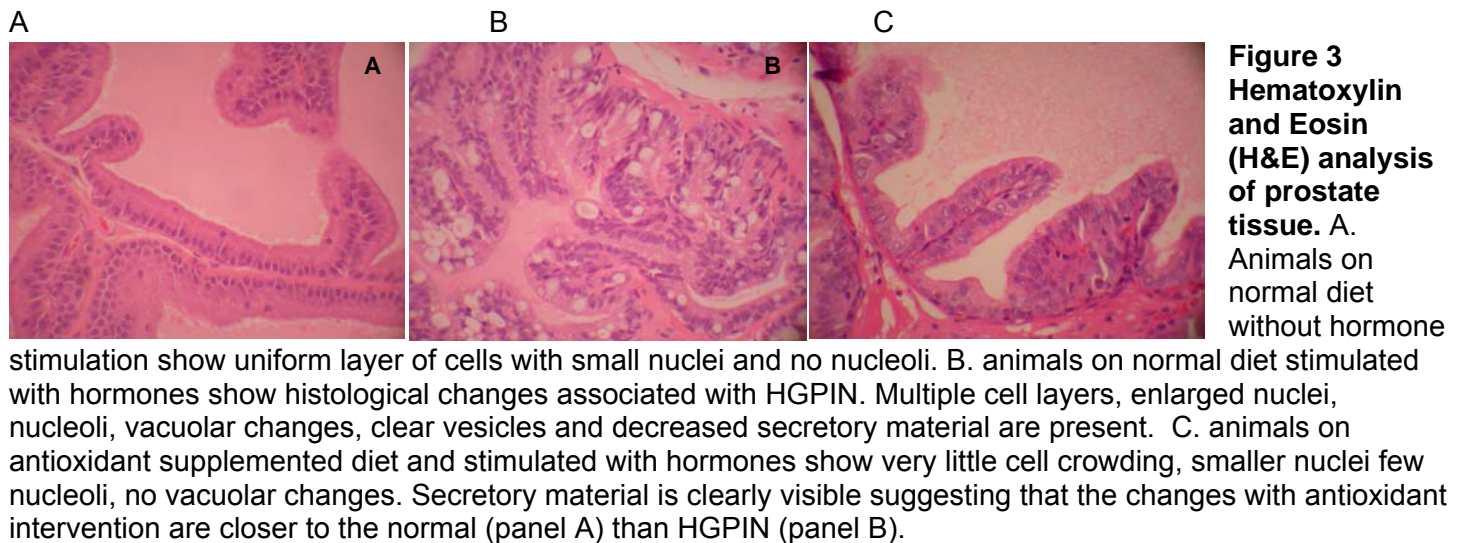 A B C
A
B
Figure 3
Hematoxylin
and Eosin
(H&E) analysis
of prostate
tissue. A.
Animals on
normal diet
without hormone
stimulation show uniform layer of cells with small nuclei and no nucleoli. B. animals on normal diet stimulated
with hormones show histological changes associated with HGPIN. Multiple cell layers, enlarged nuclei,
nucleoli, vacuolar changes, clear vesicles and decreased secretory material are present.  C. animals on
antioxidant supplemented diet and stimulated with hormones show very little cell crowding, smaller nuclei few
nucleoli, no vacuolar changes. Secretory material is clearly visible suggesting that the changes with antioxidant
intervention are closer to the normal (panel A) than HGPIN (panel B).